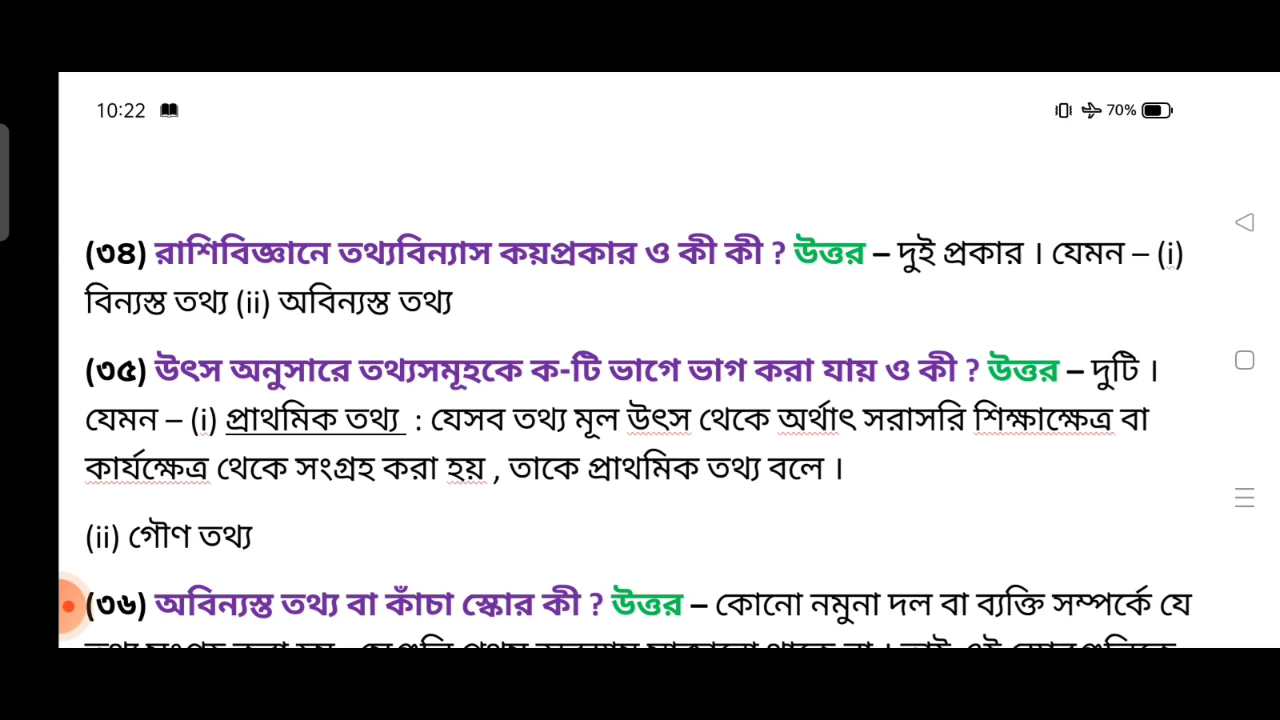 10:22
70%
(৩৪) রাশিবিজ্ঞানে তথ্যবিন্যাস কয়প্রকার ও কী কী ? উত্তর – দুই প্রকার । যেমন – (i)
বিন্যস্ত তথ্য (ii) অবিন্যস্ত তথ্য
(৩৫) উৎস অনুসারে তথ্যসমূহকে ক-টি ভাগে ভাগ করা যায় ও কী ? উত্তর – দুটি ।
যেমন – (i) প্রাথমিক তথ্য : যেসব তথ্য মূল উৎস থেকে অর্থাৎ সরাসরি শিক্ষাক্ষেত্র বা
কার্যক্ষেত্র থেকে সংগ্রহ করা হয় , তাকে প্রাথমিক তথ্য বলে ।
(ii) গৌণ তথ্য
(৩৬) অবিন্যস্ত তথ্য বা কাঁচা স্কোর কী ? উত্তর – কোনো নমুনা দল বা ব্যক্তি সম্পর্কে যে